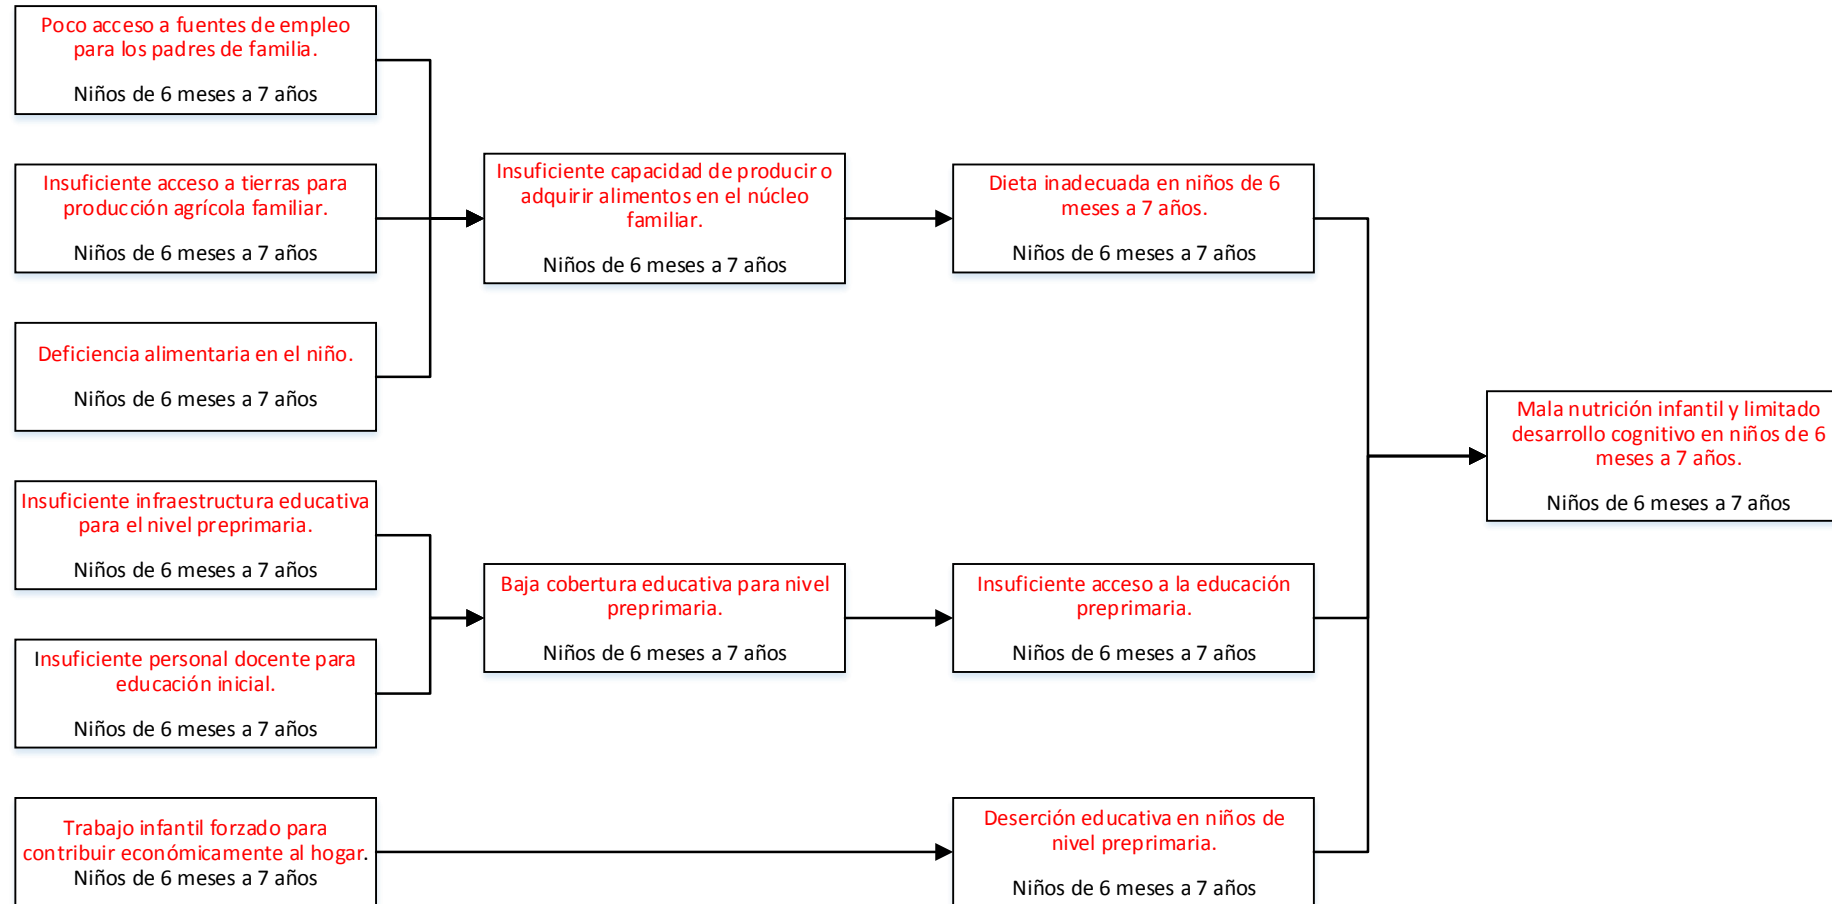 Poco acceso a fuentes de empleo
para los padres de familia.
Niños de 6 meses a 7 años
Insuficiente acceso a tierras para
producción agrícola familiar.
Niños de 6 meses a 7 años
Deficiencia alimentaria en el niño.
Niños de 6 meses a 7 años
Insuficiente infraestructura educativa
para el nivel preprimaria.
Niños de 6 meses a 7 años
Insuficiente personal docente para
educación inicial.
Niños de 6 meses a 7 años
Trabajo infantil forzado para
contribuir económicamente al hogar.
Niños de 6 meses a 7 años
Insuficiente capacidad de producir o
adquirir alimentos en el núcleo
familiar.
Niños de 6 meses a 7 años
Baja cobertura educativa para nivel
preprimaria.
Niños de 6 meses a 7 años
Dieta inadecuada en niños de 6
meses a 7 años.
Niños de 6 meses a 7 años
Insuficiente acceso a la educación
preprimaria.
Niños de 6 meses a 7 años
Deserción educativa en niños de
nivel preprimaria.
Niños de 6 meses a 7 años
Mala nutrición infantil y limitado
desarrollo cognitivo en niños de 6
meses a 7 años.
Niños de 6 meses a 7 años